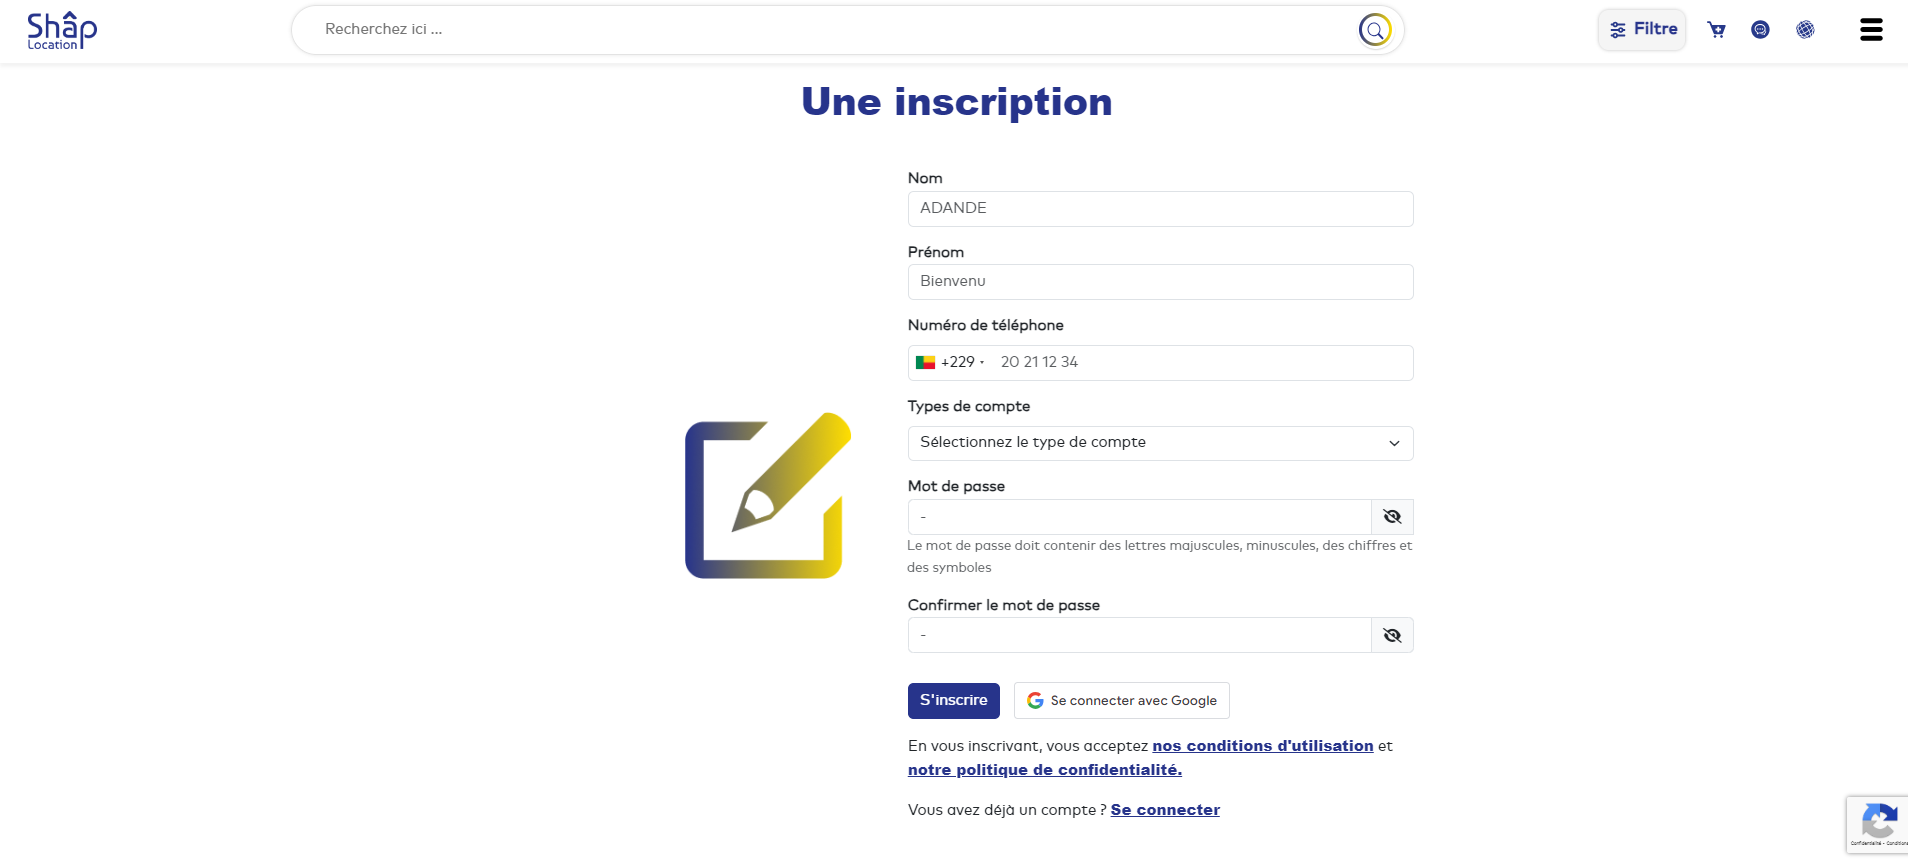 Shâp
Location
Recherchez ici ...
Filtre
Une inscription
Nom
ADANDE
Prénom
Bienvenu
Numéro de téléphone
+229 20 21 12 34
Types de compte
Sélectionnez le type de compte
Mot de passe
-
Le mot de passe doit contenir des lettres majuscules, minuscules, des chiffres et
des symboles
Confirmer le mot de passe
-
S'inscrire
Se connecter avec Google
En vous inscrivant, vous acceptez nos conditions d'utilisation et
notre politique de confidentialité.
Vous avez déjà un compte ? Se connecter
Confidentialité - Conditions